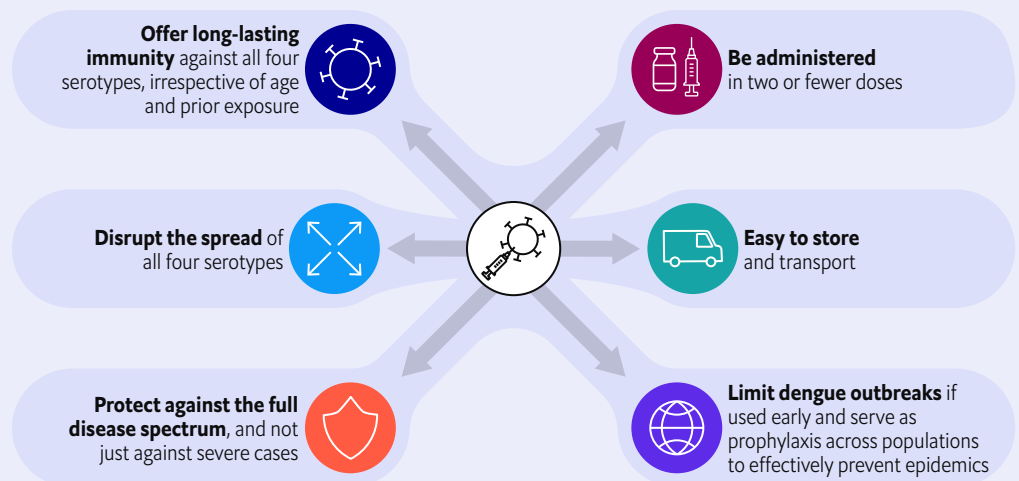 Offer long-lasting
immunity against all four
serotypes, irrespective of age
and prior exposure
Be administered
in two or fewer doses
Disrupt the spread of
all four serotypes
Easy to store
and transport
Protect against the full
disease spectrum, and not
just against severe cases
Limit dengue outbreaks if
used early and serve as
prophylaxis across populations
to effectively prevent epidemics